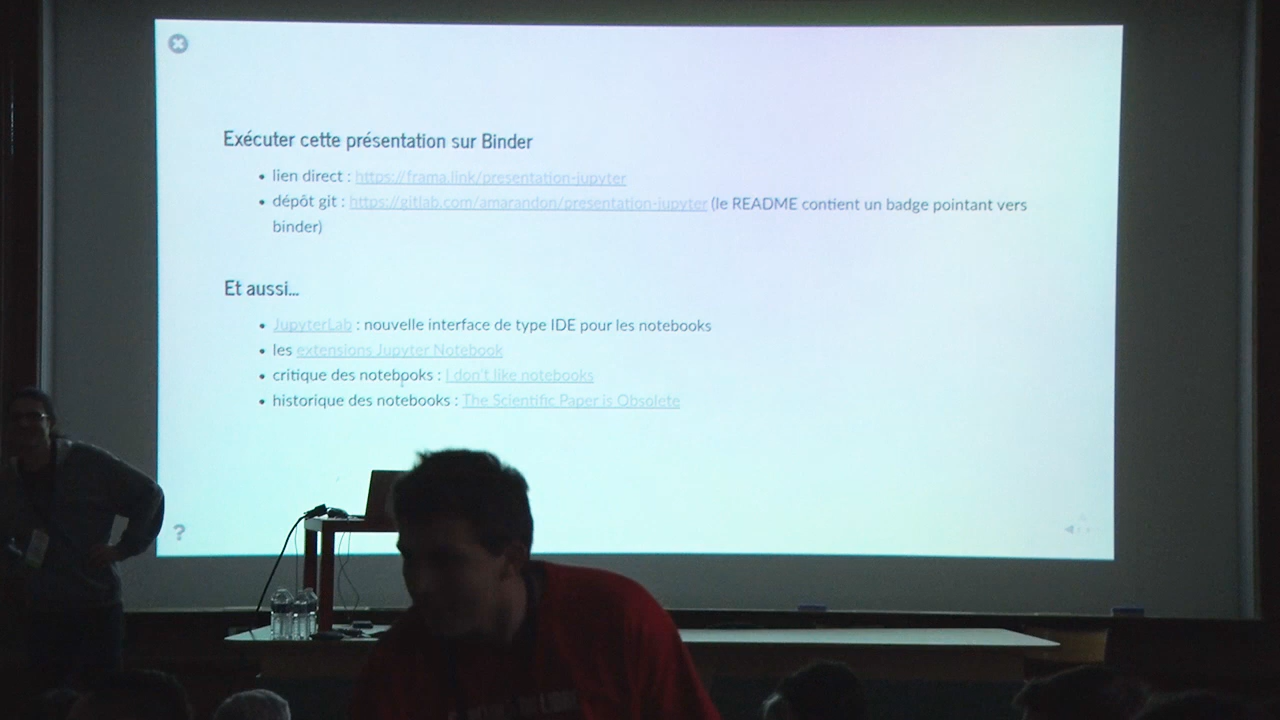 Exécuter cette présentation sur Binder
• lien direct : https://frama.link/presentation-jupyter
• dépôt git : https://gitlab.com/amarandon/presentation-jupyter (le README contient un badge pointant vers
binder)
Et aussi...
• JupyterLab : nouvelle interface de type IDE pour les notebooks
• les extensions Jupyter Notebook
• critique des notebooks : I don't like notebooks
• historique des notebooks : The Scientific Paper is Obsolete
?